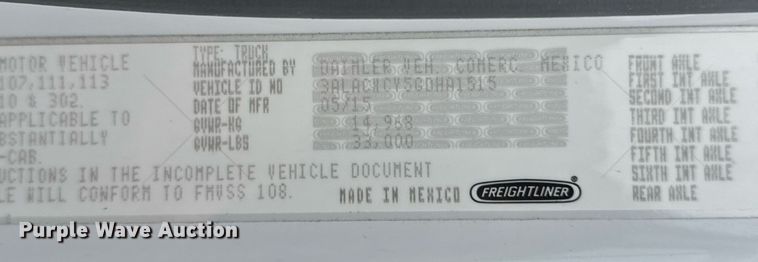 MOTOR VEHICLE
107,111,113
10 & 302.
APPLICABLE TO
BSTANTIALLY
-CAB.
UCTIONS IN THE INCOMPLETE VEHICLE DOCUMENT
LE WILL CONFORM TO FMVSS 108.
TYPE: TRUCK
MANUFACTURED BY DAIMLER VEH. COMERC. MEXICO
VEHICLE ID NO 3ALACXCY5GDHA1515
DATE OF MFR 05/15
GVWR-KG 14,968
GVWR-LBS 33,000
MADE IN MEXICO FREIGHTLINER®
FRONT AXLE
FIRST INT AXLE
SECOND INT AXLE
THIRD INT AXLE
FOURTH INT AXLE
FIFTH INT AXLE
SIXTH INT AXLE
REAR AXLE
Purple Wave Auction